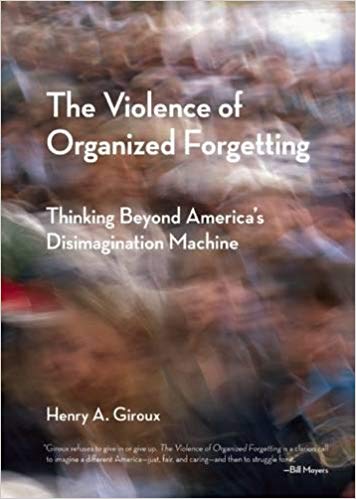 The Violence of
Organized Forgetting
Thinking Beyond America's
Disimagination Machine
Henry A. Giroux
"Giroux refuses to give in or give up. The Violence of Organized Forgetting is a clarion call
to imagine a different America—just, fair, and caring—and then to struggle for it."
—Bill Moyers